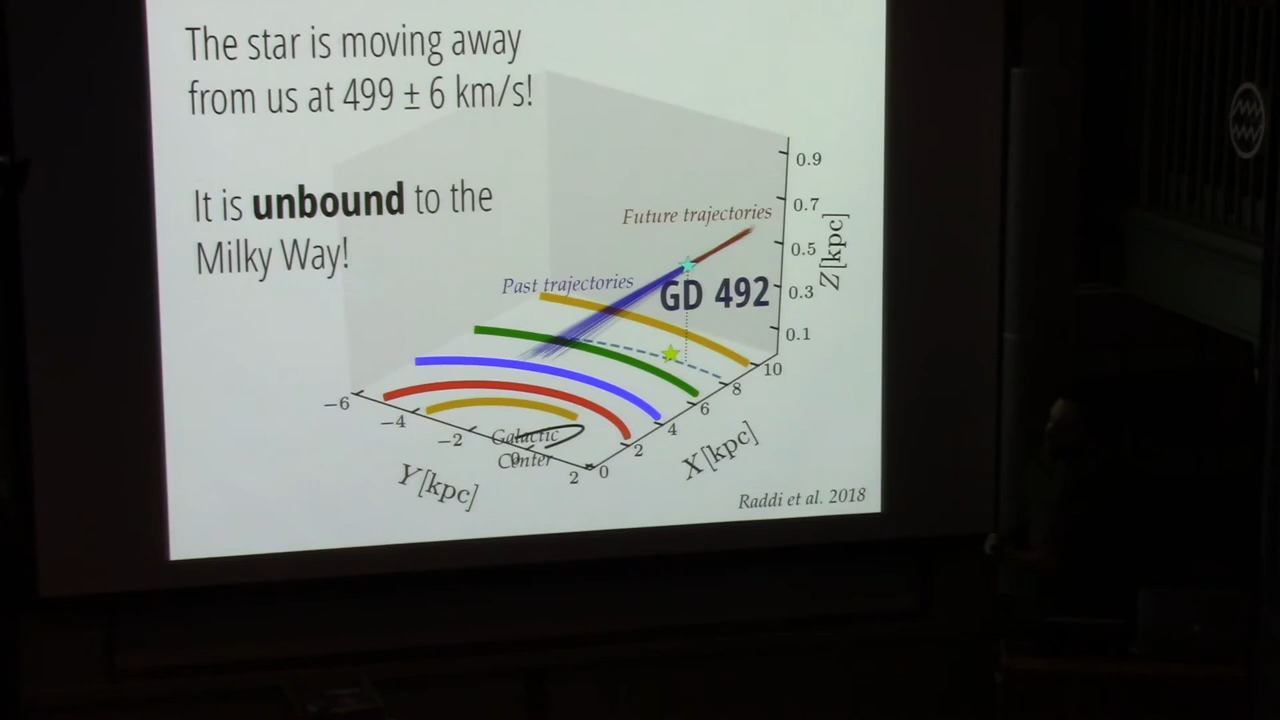 The star is moving away
from us at 499 ± 6 km/s!
It is unbound to the
Milky Way!
Future trajectories
Past trajectories
GD 492
0.9
0.7
0.5
0.3
0.1
Z[kpc]
10
8
6
4
2
0
X[kpc]
−6
−4
−2
0
2
Y[kpc]
Galactic
Center
Raddi et al. 2018